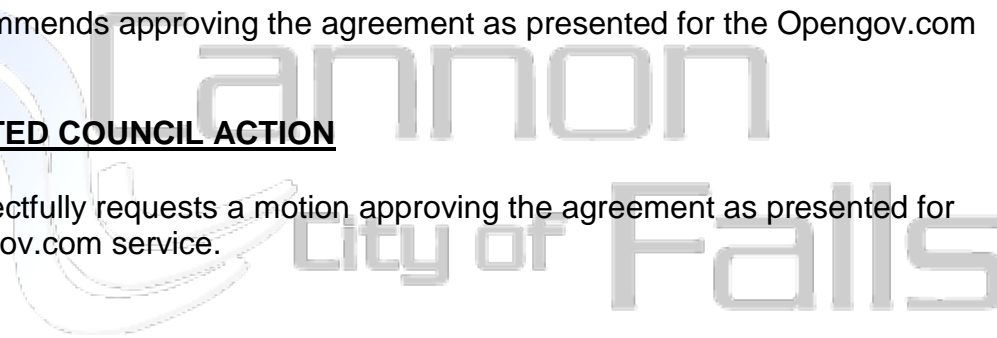 ommends approving the agreement as presented for the Opengov.com
Cannon
TED COUNCIL ACTION
ectfully requests a motion approving the agreement as presented for
ov.com service.
City of Falls